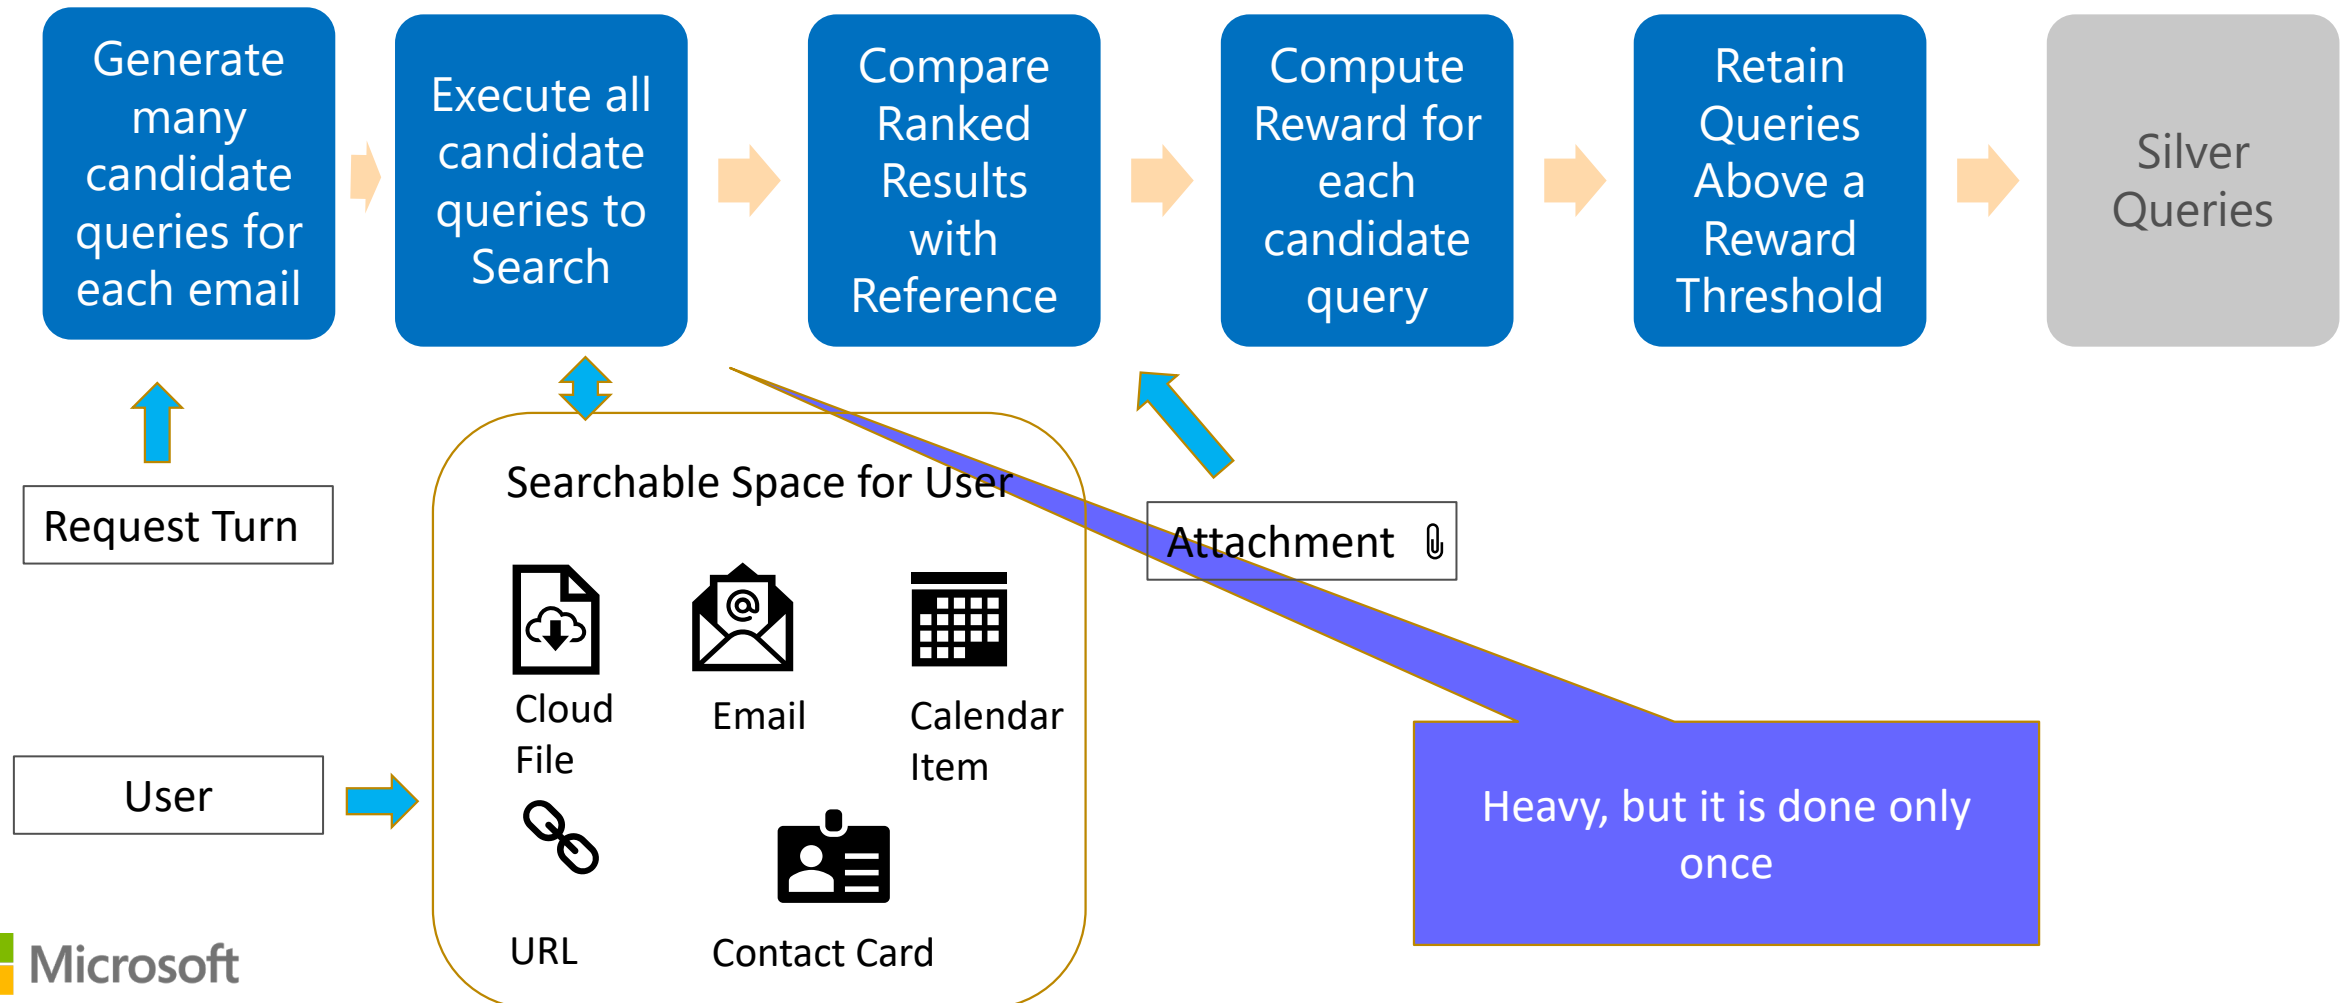 Generate
many
candidate
queries for
each email
Execute all
candidate
queries to
Search
Compare
Ranked
Results
with
Reference
Compute
Reward for
each
candidate
query
Retain
Queries
Above a
Reward
Threshold
Silver
Queries
Request Turn
Searchable Space for User
Attachment
Cloud
File
Email
Calendar
Item
User
Heavy, but it is done only
once
URL
Contact Card
Microsoft